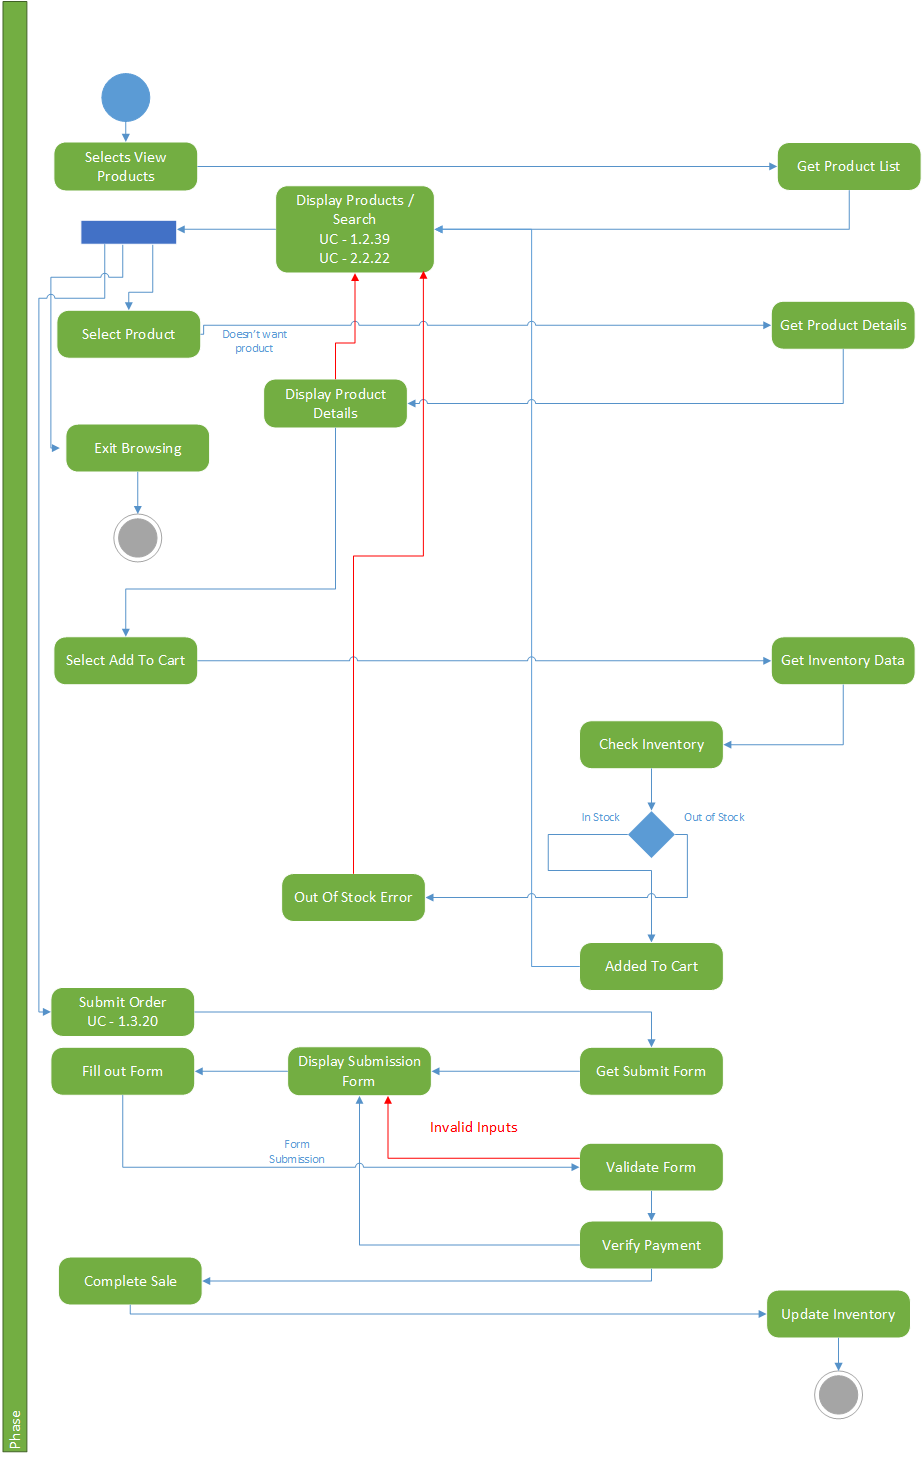 Selects View
Products
Get Product List
Display Products /
Search
UC - 1.2.39
UC - 2.2.22
Select Product
Doesn't want
product
Get Product Details
Display Product
Details
Exit Browsing
Select Add To Cart
Get Inventory Data
Check Inventory
In Stock
Out of Stock
Out Of Stock Error
Added To Cart
Submit Order
UC - 1.3.20
Fill out Form
Display Submission
Form
Get Submit Form
Invalid Inputs
Form
Submission
Validate Form
Verify Payment
Complete Sale
Update Inventory
Phase